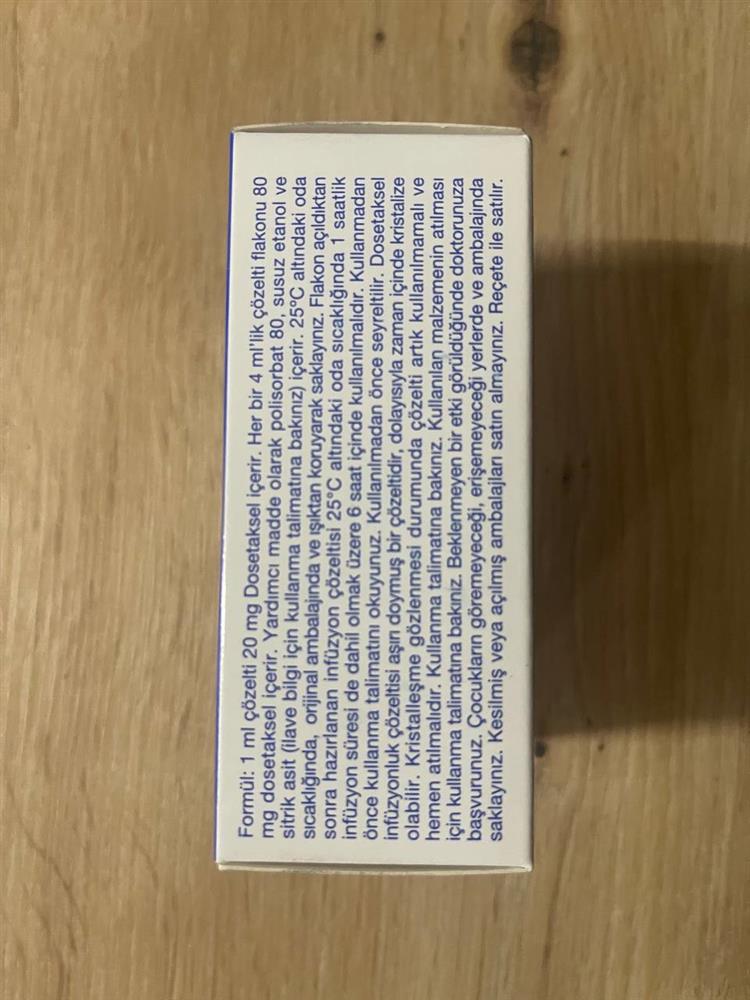 Formül: 1 ml çözelti 20 mg Dosetaksel içerir. Her bir 4 ml'lik çözelti flakonu 80
mg dosetaksel içerir. Yardımcı madde olarak polisorbat 80, susuz etanol ve
sitrik asit (ilave bilgi için kullanma talimatına bakınız) içerir. 25°C altındaki oda
sıcaklığında, orijinal ambalajında ve ışıktan koruyarak saklayınız. Flakon açıldıktan
sonra hazırlanan infüzyon çözeltisi 25°C altındaki oda sıcaklığında 1 saatlik
infüzyon süresi de dahil olmak üzere 6 saat içinde kullanılmalıdır. Kullanmadan
önce kullanma talimatını okuyunuz. Kullanılmadan önce seyreltilir. Dosetaksel
infüzyonluk çözeltisi aşırı doymuş bir çözeltidir, dolayısıyla zaman içinde kristalize
olabilir. Kristalleşme gözlenmesi durumunda çözelti artık kullanılmamalı ve
hemen atılmalıdır. Kullanma talimatına bakınız. Kullanılan malzemenin atılması
için kullanma talimatına bakınız. Beklenmeyen bir etki görüldüğünde doktorunuza
başvurunuz. Çocukların göremeyeceği, erişemeyeceği yerlerde ve ambalajında
saklayınız. Kesilmiş veya açılmış ambalajları satın almayınız. Reçete ile satılır.